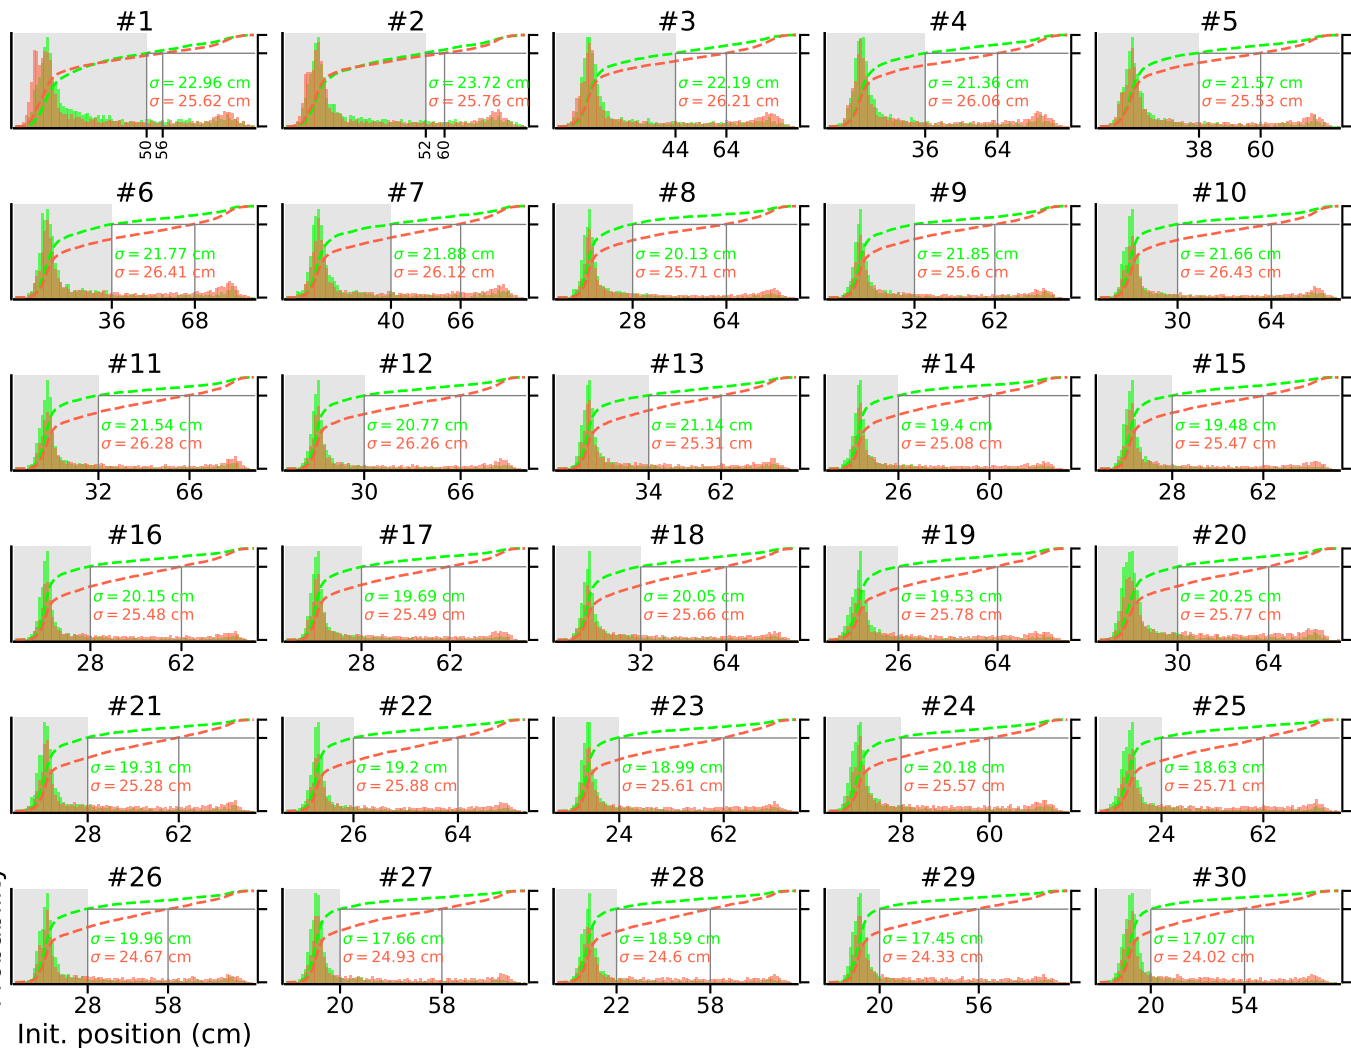 #1 #2 #3 #4 #5
σ = 22.96 cm σ = 23.72 cm σ = 22.19 cm σ = 21.36 cm σ = 21.57 cm
σ = 25.62 cm σ = 25.76 cm σ = 26.21 cm σ = 26.06 cm σ = 25.53 cm
50 56 52 60 44 64 36 64 38 60
#6 #7 #8 #9 #10
σ = 21.77 cm σ = 21.88 cm σ = 20.13 cm σ = 21.85 cm σ = 21.66 cm
σ = 26.41 cm σ = 26.12 cm σ = 25.71 cm σ = 25.6 cm σ = 26.43 cm
36 68 40 66 28 64 32 62 30 64
#11 #12 #13 #14 #15
σ = 21.54 cm σ = 20.77 cm σ = 21.14 cm σ = 19.4 cm σ = 19.48 cm
σ = 26.28 cm σ = 26.26 cm σ = 25.31 cm σ = 25.08 cm σ = 25.47 cm
32 66 30 66 34 62 26 60 28 62
#16 #17 #18 #19 #20
σ = 20.15 cm σ = 19.69 cm σ = 20.05 cm σ = 19.53 cm σ = 20.25 cm
σ = 25.48 cm σ = 25.49 cm σ = 25.66 cm σ = 25.78 cm σ = 25.77 cm
28 62 28 62 32 64 26 64 30 64
#21 #22 #23 #24 #25
σ = 19.31 cm σ = 19.2 cm σ = 18.99 cm σ = 20.18 cm σ = 18.63 cm
σ = 25.28 cm σ = 25.88 cm σ = 25.61 cm σ = 25.57 cm σ = 25.71 cm
28 62 26 64 24 62 28 60 24 62
#26 #27 #28 #29 #30
σ = 19.96 cm σ = 17.66 cm σ = 18.59 cm σ = 17.45 cm σ = 17.07 cm
σ = 24.67 cm σ = 24.93 cm σ = 24.6 cm σ = 24.33 cm σ = 24.02 cm
28 58 20 58 22 58 20 56 20 54
Init. position (cm)